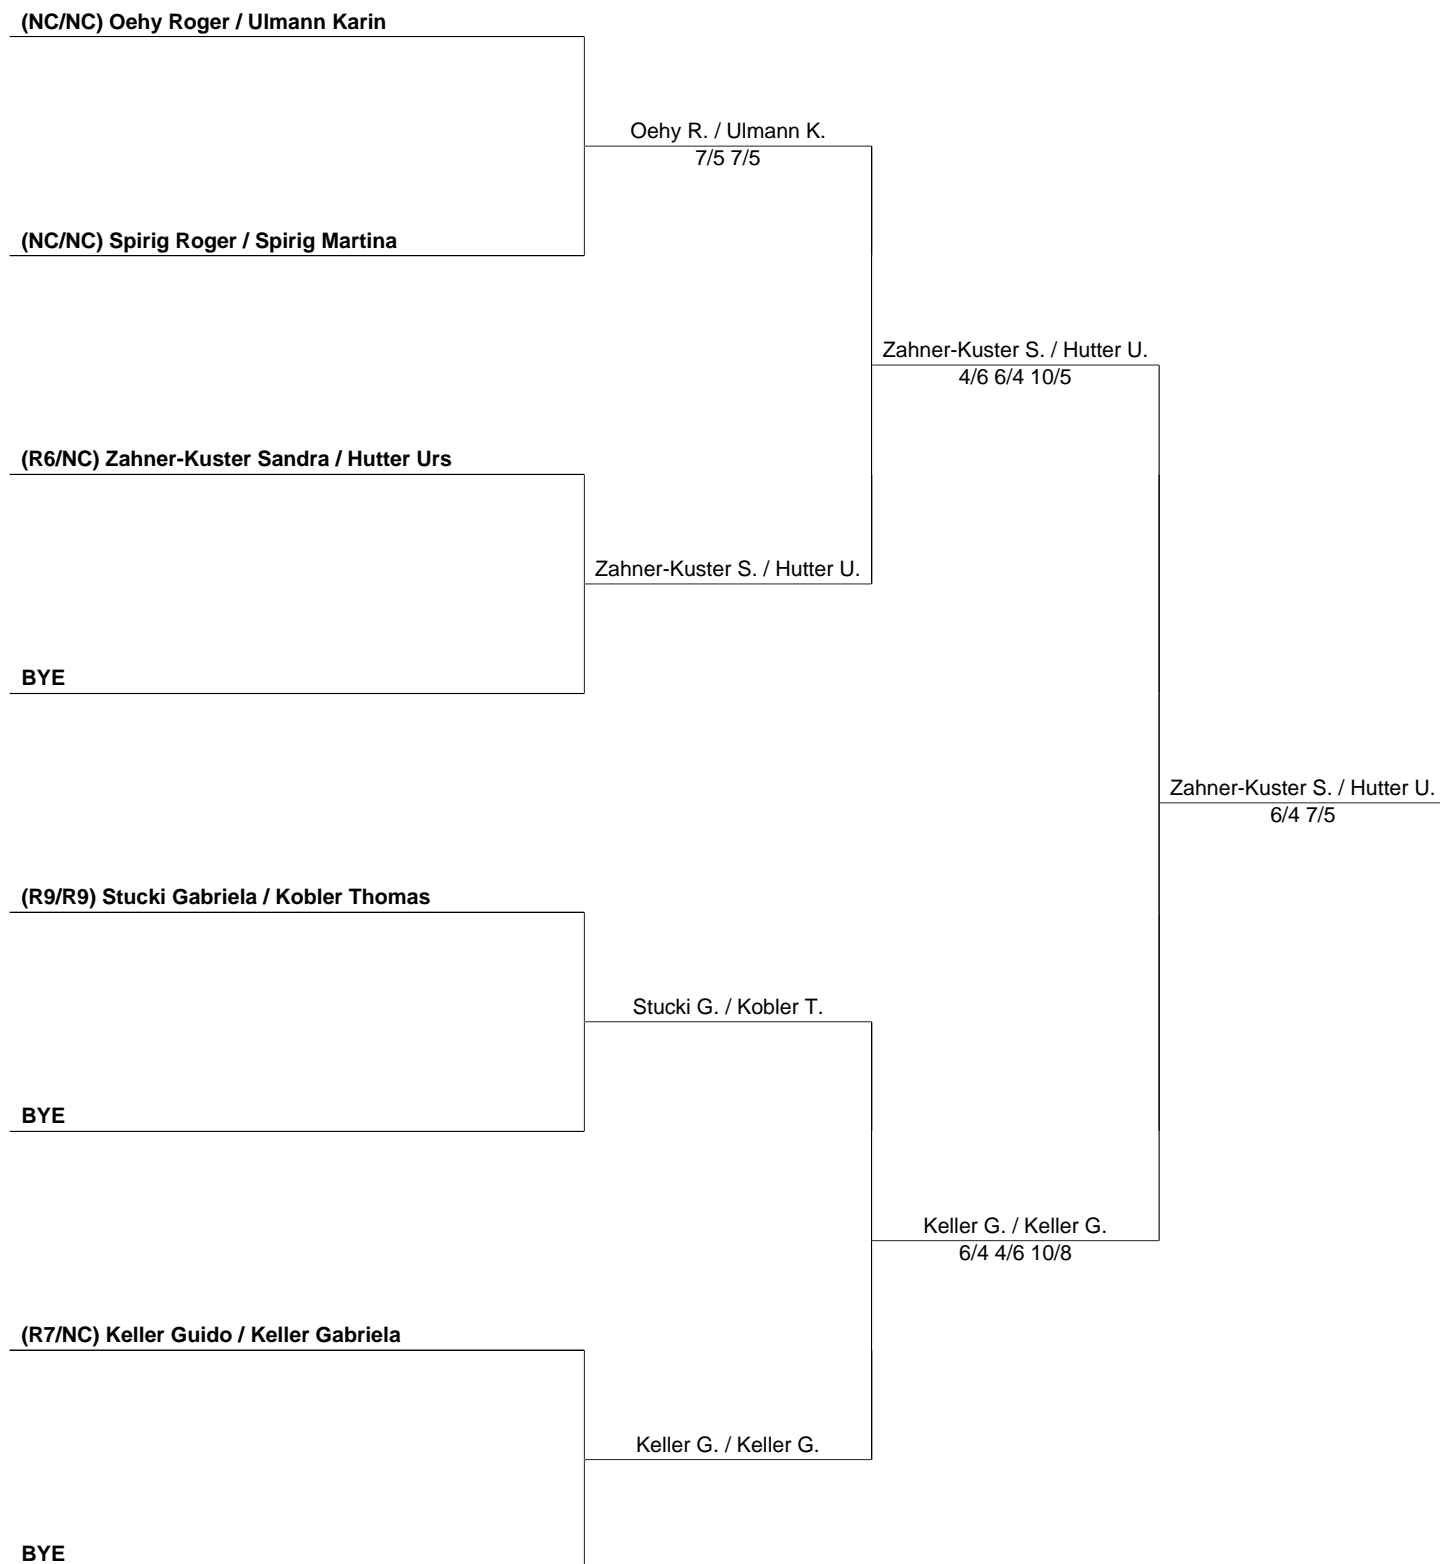 (NC/NC) Oehy Roger / Ulmann Karin
Oehy R. / Ulmann K.
7/5 7/5
(NC/NC) Spirig Roger / Spirig Martina
Zahner-Kuster S. / Hutter U.
4/6 6/4 10/5
(R6/NC) Zahner-Kuster Sandra / Hutter Urs
Zahner-Kuster S. / Hutter U.
BYE
Zahner-Kuster S. / Hutter U.
6/4 7/5
(R9/R9) Stucki Gabriela / Kobler Thomas
Stucki G. / Kobler T.
BYE
Keller G. / Keller G.
6/4 4/6 10/8
(R7/NC) Keller Guido / Keller Gabriela
Keller G. / Keller G.
BYE